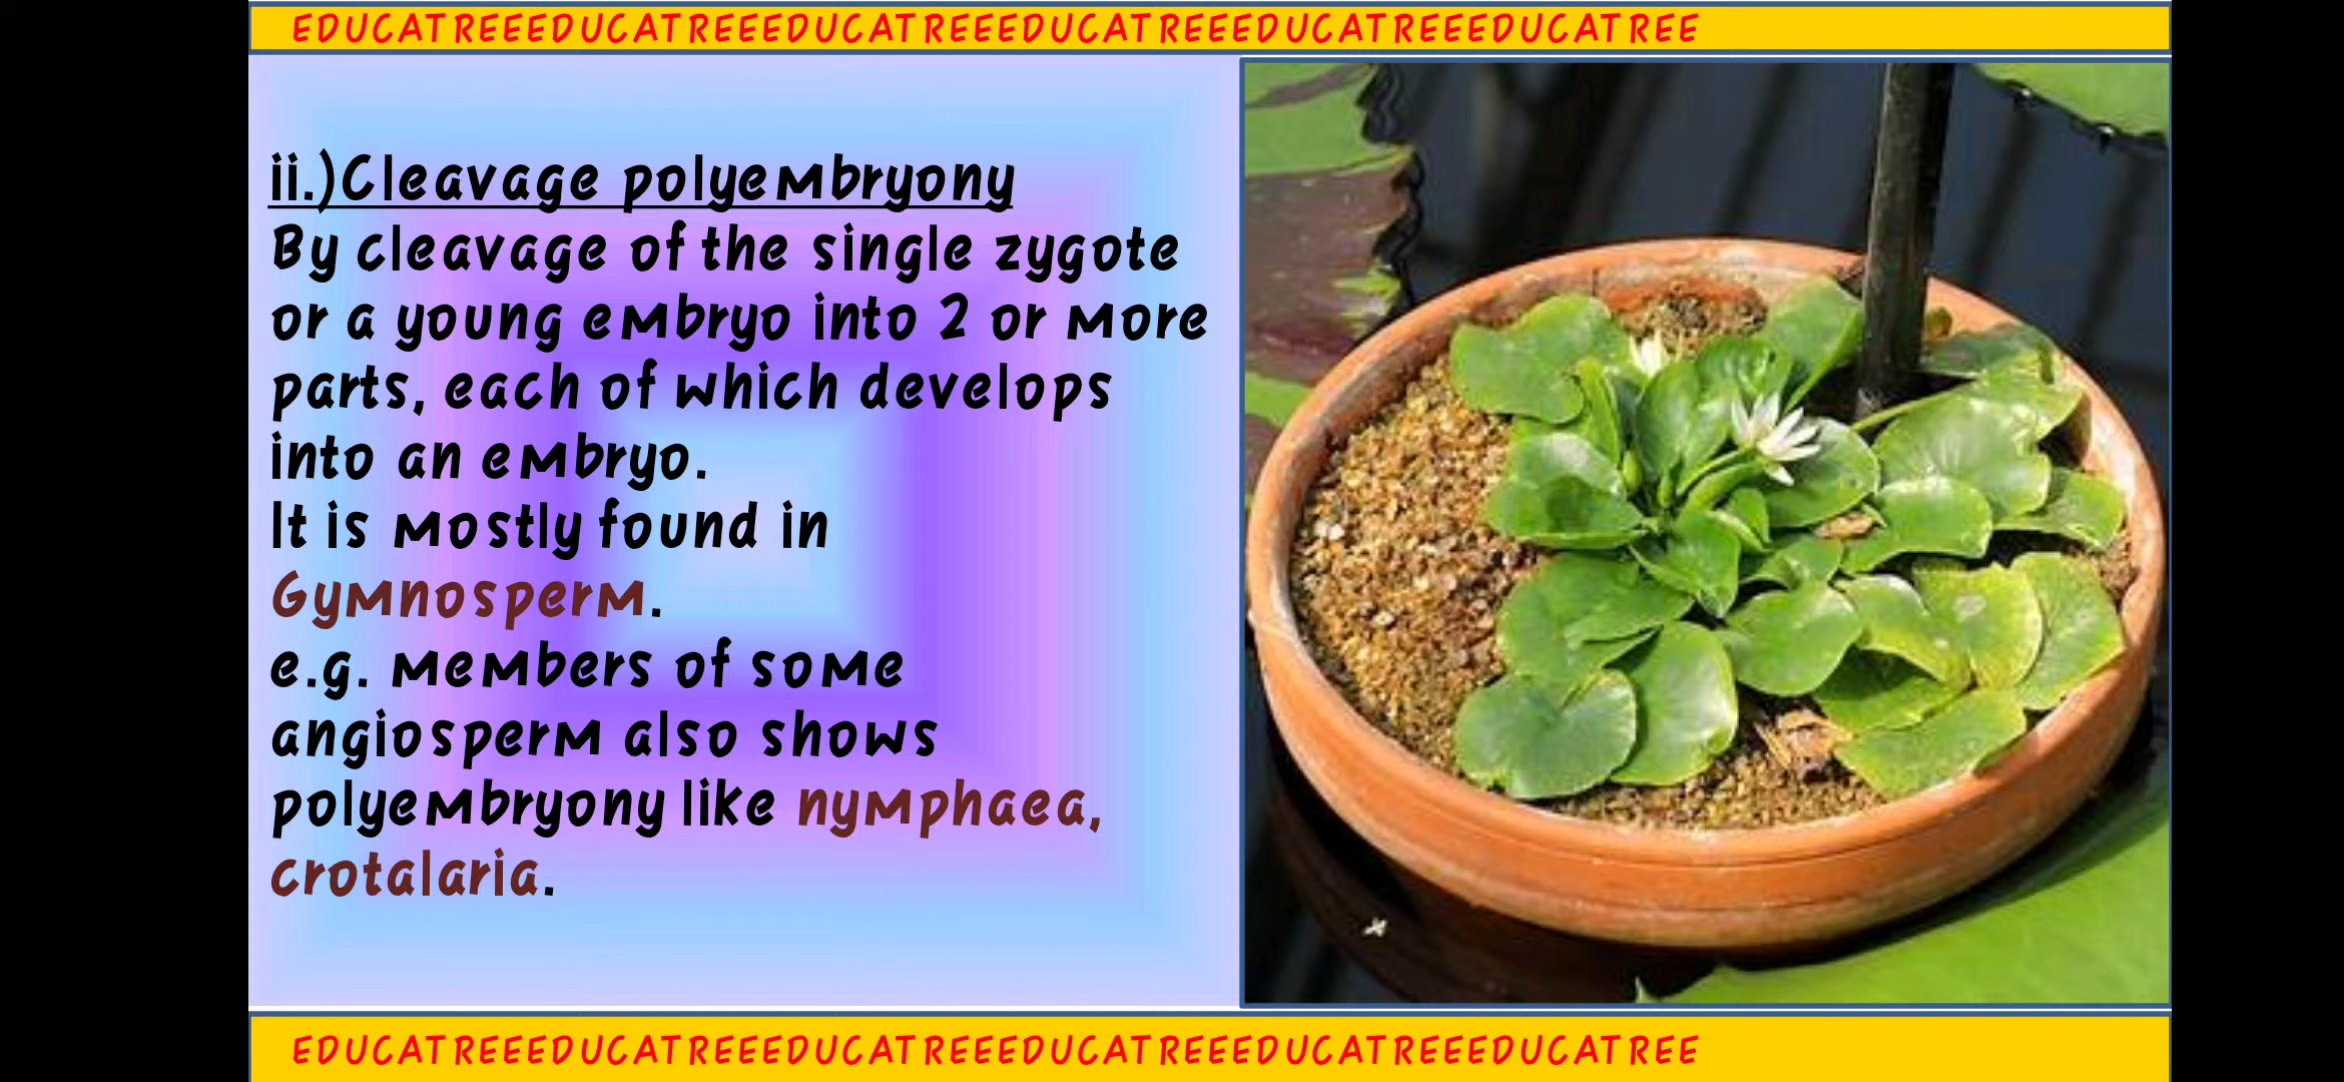 EDUCATREEEDUCATREEEDUCATREEEDUCATREEEDUCATREEEDUCATREE
ii.)Cleavage polyembryony
By cleavage of the single zygote
or a young embryo into 2 or more
parts, each of which develops
into an embryo.
It is mostly found in
Gymnosperm.
e.g. members of some
angiosperm also shows
polyembryony like nymphaea,
crotalaria.
EDUCATREEEDUCATREEEDUCATREEEDUCATREEEDUCATREEEDUCATREE